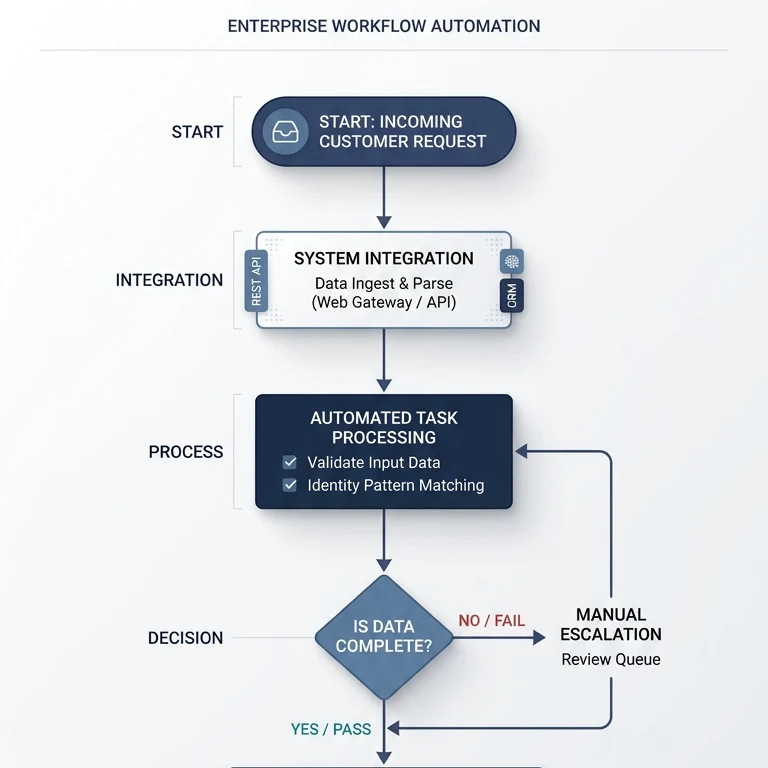 ENTERPRISE WORKFLOW AUTOMATION
START
START: INCOMING
CUSTOMER REQUEST
INTEGRATION
REST API
SYSTEM INTEGRATION
Data Ingest & Parse
(Web Gateway / API)
ORM
PROCESS
AUTOMATED TASK
PROCESSING
Validate Input Data
Identity Pattern Matching
DECISION
IS DATA
COMPLETE?
NO / FAIL
MANUAL
ESCALATION
Review Queue
YES / PASS